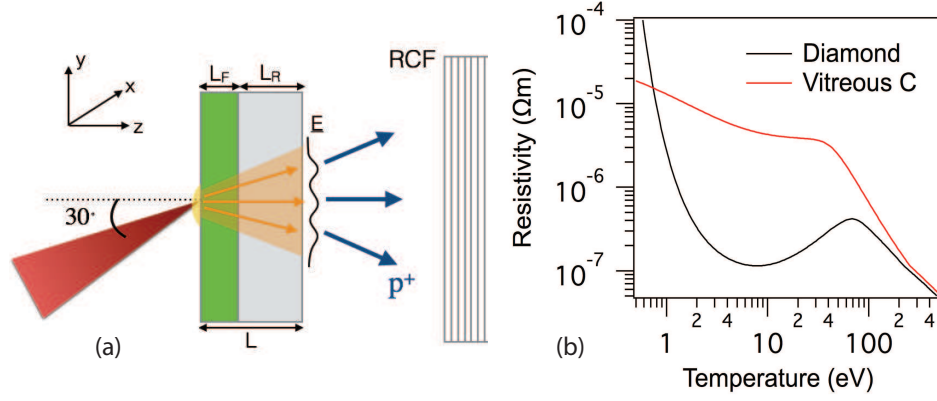 y
x
z
L_F
L_R
RCF
E
30°
p⁺
L
(a)
10⁻⁴
Diamond
Vitreous C
10⁻⁵
Resistivity (Ωm)
10⁻⁶
10⁻⁷
1
2
4
10
2
4
100
2
4
Temperature (eV)
(b)